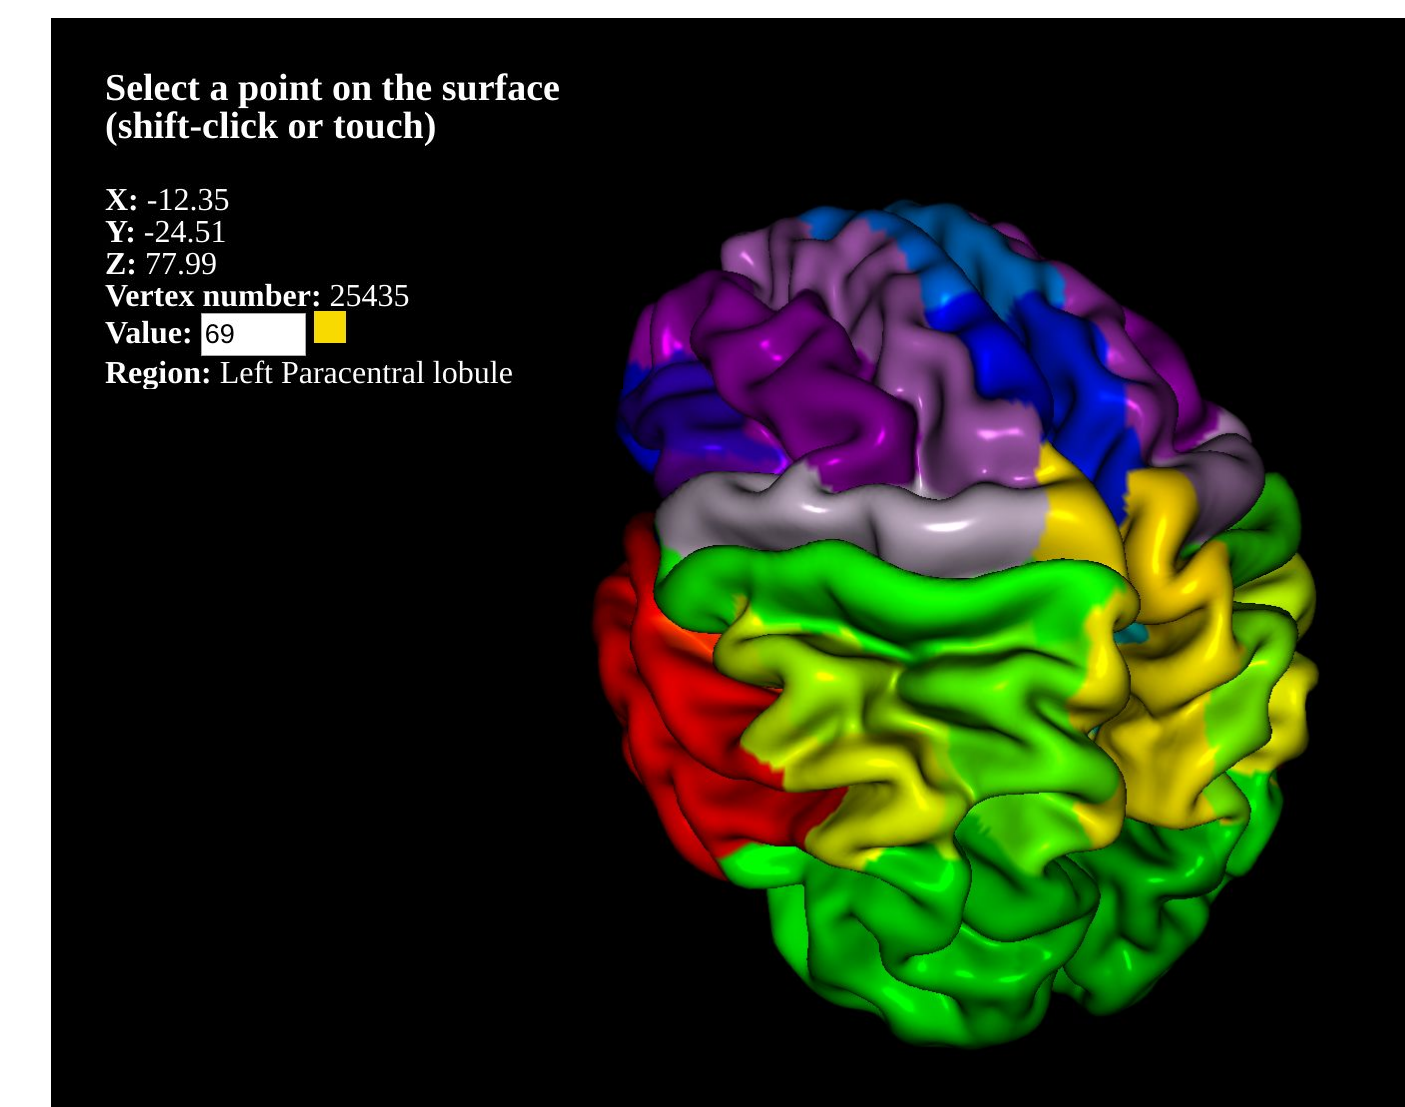 Select a point on the surface
(shift-click or touch)
X: -12.35
Y: -24.51
Z: 77.99
Vertex number: 25435
Value: 69
Region: Left Paracentral lobule